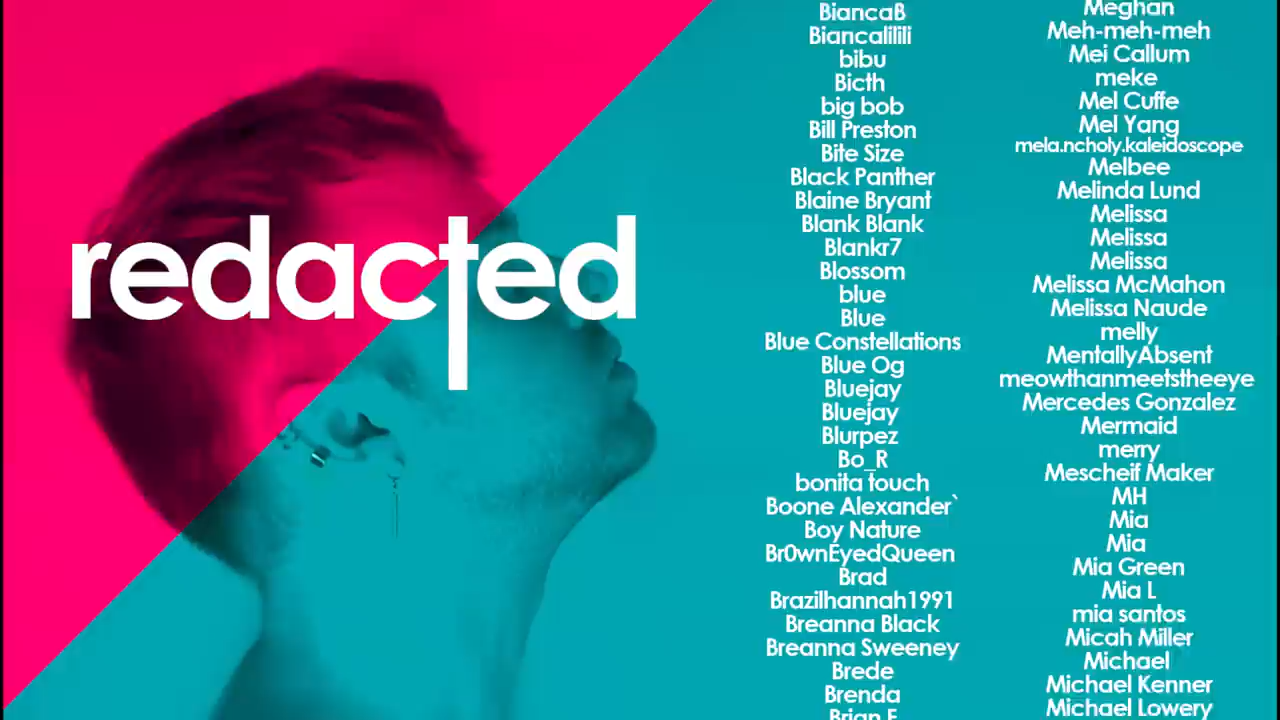 redacted
BiancaB
Biancalilili
bibu
Bicth
big bob
Bill Preston
Bite Size
Black Panther
Blaine Bryant
Blank Blank
Blankr7
Blossom
blue
Blue
Blue Constellations
Blue Og
Bluejay
Bluejay
Blurpez
Bo_R
bonita touch
Boone Alexander`
Boy Nature
Br0wnEyedQueen
Brad
Brazilhannah1991
Breanna Black
Breanna Sweeney
Brede
Brenda
Meghan
Meh-meh-meh
Mei Callum
meke
Mel Cuffe
Mel Yang
mela.ncholy.kaleidoscope
Melbee
Melinda Lund
Melissa
Melissa
Melissa
Melissa McMahon
Melissa Naude
melly
MentallyAbsent
meowthanmeetstheeye
Mercedes Gonzalez
Mermaid
merry
Mescheif Maker
MH
Mia
Mia
Mia Green
Mia L
mia santos
Micah Miller
Michael
Michael Kenner
Michael Lowery